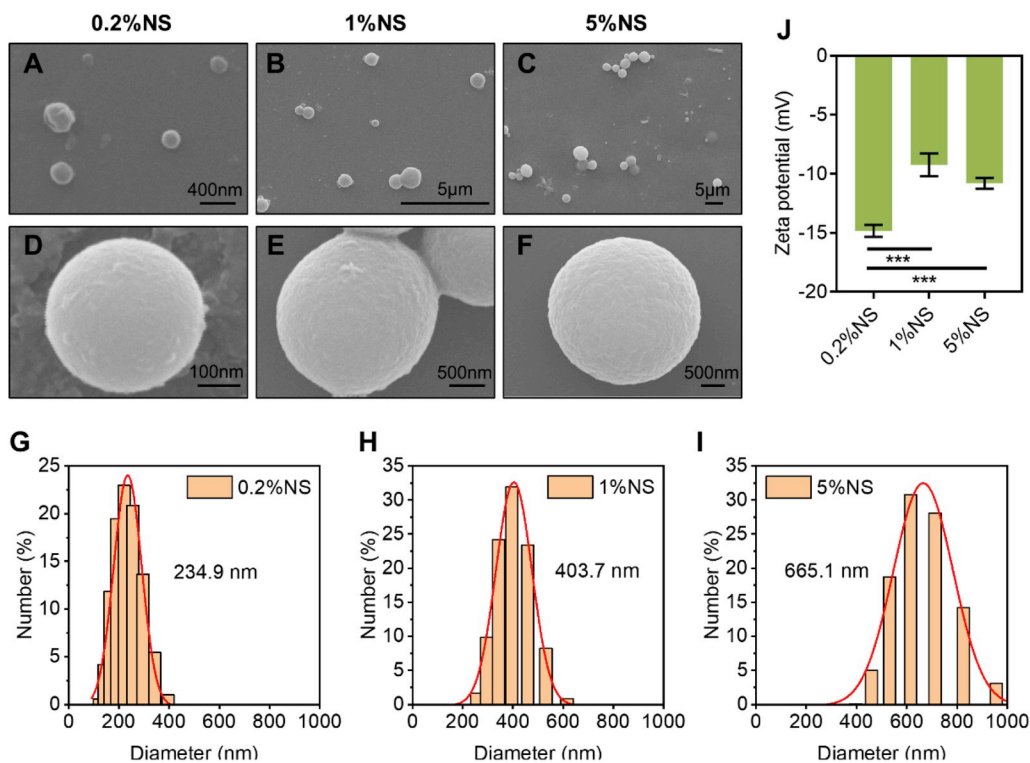 0.2%NS 1%NS 5%NS
A
400nm
B
5μm
C
5μm
D
100nm
E
500nm
F
500nm
J
0
-5
-10
-15
-20
Zeta potential (mV)
***
***
0.2%NS
1%NS
5%NS
G
25
20
15
10
5
0
Number (%)
0.2%NS
234.9 nm
0 200 400 600 800 1000
Diameter (nm)
H
35
30
25
20
15
10
5
0
Number (%)
1%NS
403.7 nm
0 200 400 600 800 1000
Diameter (nm)
I
35
30
25
20
15
10
5
0
Number (%)
5%NS
665.1 nm
0 200 400 600 800 1000
Diameter (nm)